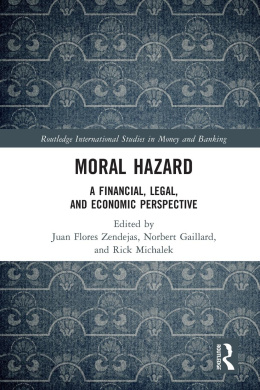 Routledge International Studies in Money and Banking
MORAL HAZARD
A FINANCIAL, LEGAL,
AND ECONOMIC PERSPECTIVE
Edited by
Juan Flores Zendejas, Norbert Gaillard,
and Rick Michalek
ROUTLEDGE